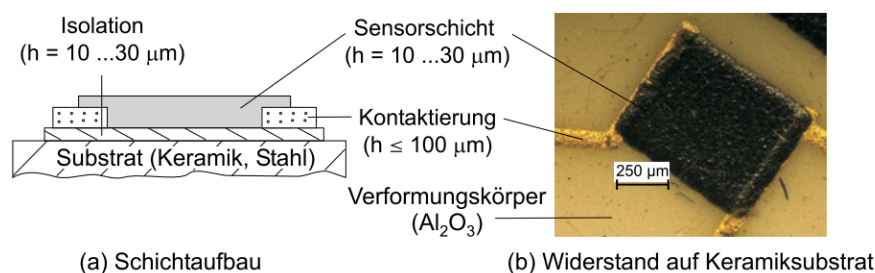 Isolation
(h = 10 ...30 μm)
Sensorschicht
(h = 10 ...30 μm)
Kontaktierung
(h ≤ 100 μm)
Substrat (Keramik, Stahl)
250 μm
Verformungskörper
(Al₂O₃)
(a) Schichtaufbau
(b) Widerstand auf Keramiksubstrat